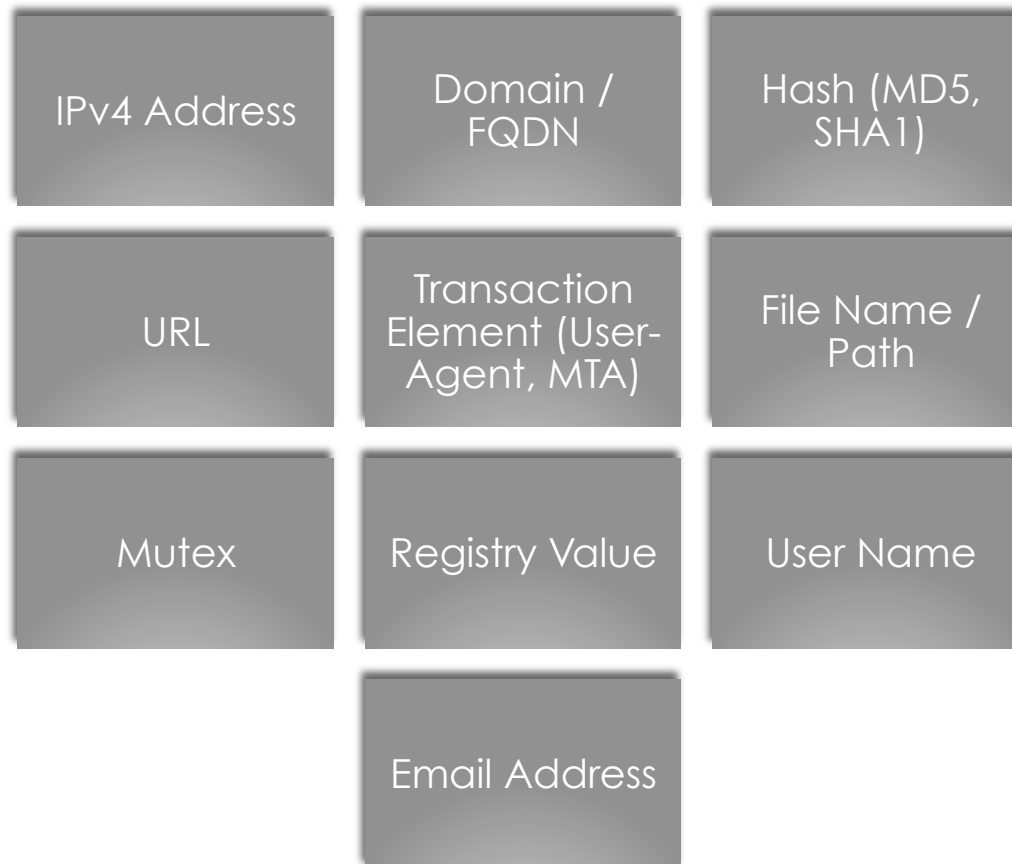 IPv4 Address
Domain /
FQDN
Hash (MD5,
SHA1)
URL
Transaction
Element (User-
Agent, MTA)
File Name /
Path
Mutex
Registry Value
User Name
Email Address